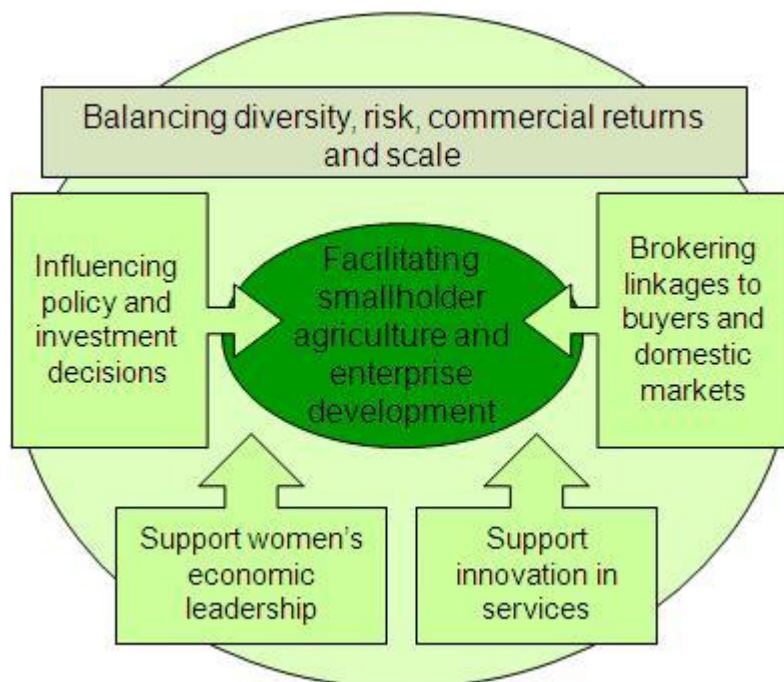 Balancing diversity, risk, commercial returns
and scale
Influencing
policy and
investment
decisions
Facilitating
smallholder
agriculture and
enterprise
development
Brokering
linkages to
buyers and
domestic
markets
Support women's
economic
leadership
Support
innovation in
services